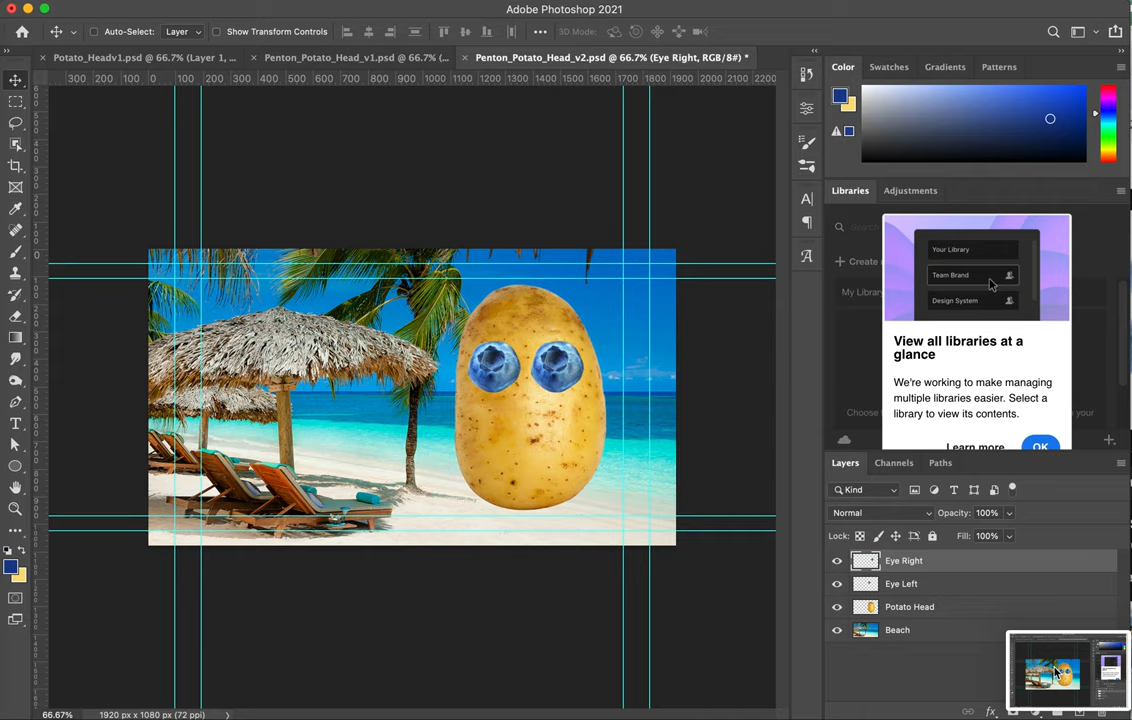 Adobe Photoshop 2021
Auto-Select: Layer Show Transform Controls 3D Mode:
Potato_Headv1.psd @ 66.7% (Layer 1, ...
Penton_Potato_Head_v1.psd @ 66.7% (...
Penton_Potato_Head_v2.psd @ 66.7% (Eye Right, RGB/8#) *
300 200 100 0 100 200 300 400 500 600 700 800 900 1000 1100 1200 1300 1400 1500 1600 1700 1800 1900 2000 2100 2200
Color Swatches Gradients Patterns
Libraries Adjustments
Search
Your Library
Create
Team Brand
My Library
Design System
View all libraries at a
glance
We're working to make managing
multiple libraries easier. Select a
library to view its contents.
Choose
your
Learn more OK
Layers Channels Paths
Kind
Normal Opacity: 100%
Lock: Fill: 100%
Eye Right
Eye Left
Potato Head
Beach
fx
66.67% 1920 px x 1080 px (72 ppi)